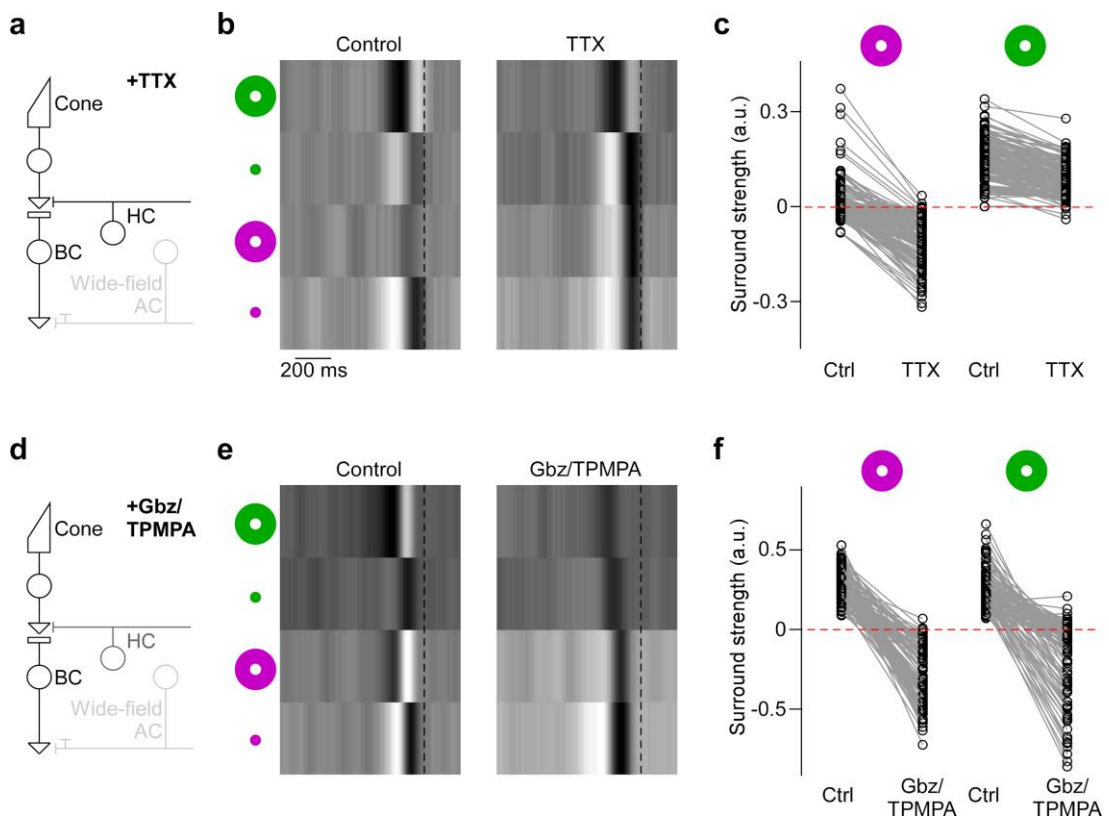 a
+TTX
Cone
HC
BC
Wide-field
AC
b
Control
TTX
200 ms
c
Surround strength (a.u.)
0.3
0
-0.3
Ctrl
TTX
Ctrl
TTX
d
+Gbz/
TPMPA
Cone
HC
BC
Wide-field
AC
e
Control
Gbz/TPMPA
f
Surround strength (a.u.)
0.5
0
-0.5
Ctrl
Gbz/
TPMPA
Ctrl
Gbz/
TPMPA